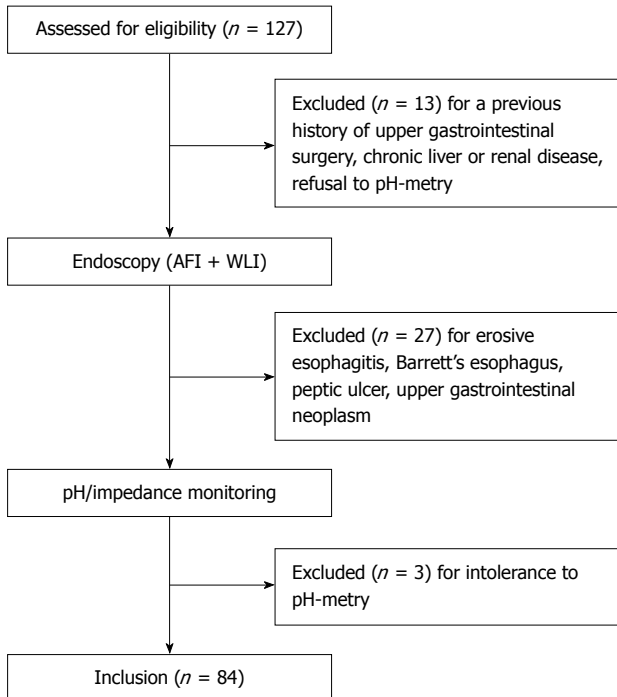 Assessed for eligibility (n = 127)
Excluded (n = 13) for a previous
history of upper gastrointestinal
surgery, chronic liver or renal disease,
refusal to pH-metry
Endoscopy (AFI + WLI)
Excluded (n = 27) for erosive
esophagitis, Barrett’s esophagus,
peptic ulcer, upper gastrointestinal
neoplasm
pH/impedance monitoring
Excluded (n = 3) for intolerance to
pH-metry
Inclusion (n = 84)